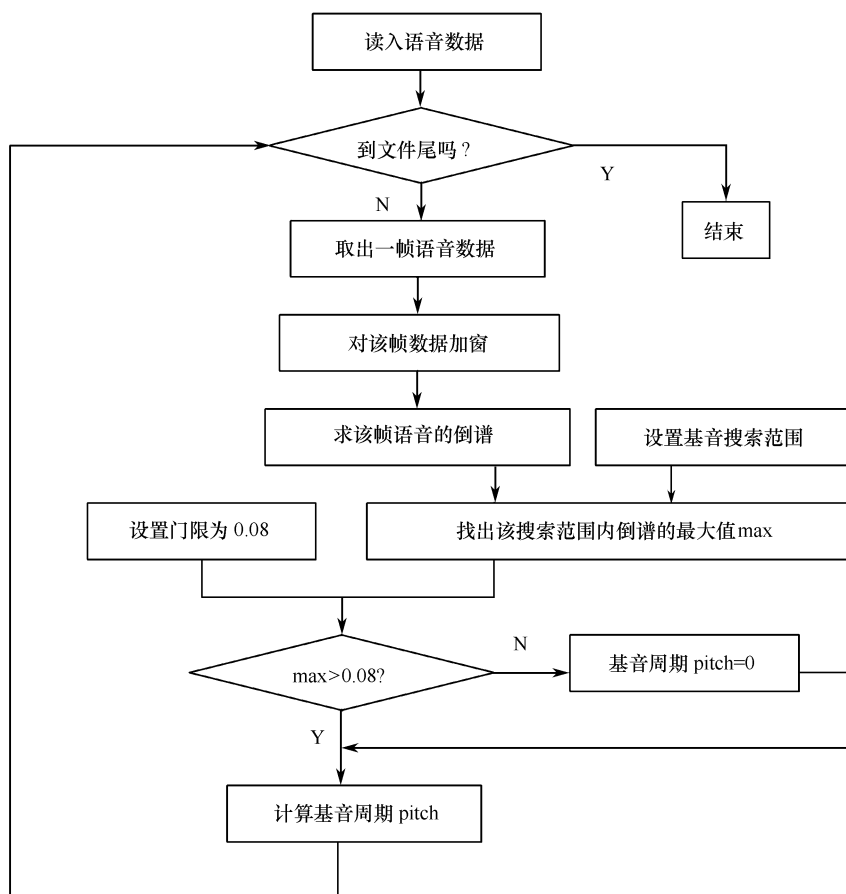 读入语音数据
到文件尾吗?
Y
N
结束
取出一帧语音数据
对该帧数据加窗
求该帧语音的倒谱
设置基音搜索范围
设置门限为 0.08
找出该搜索范围内倒谱的最大值max
max>0.08?
N
基音周期 pitch=0
Y
计算基音周期 pitch